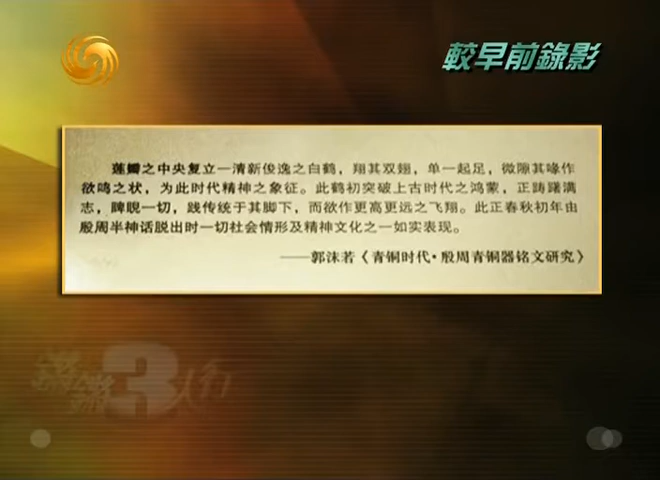 較早前錄影
蓮瓣之中央复立一清新俊逸之白鹤，翔其双翅，单一起足，微隙其喙作
欲鸣之状，为此时代精神之象征。此鹤初突破上古时代之鸿蒙，正踌躇满
志，睥睨一切，践传统于其脚下，而欲作更高更远之飞翔。此正春秋初年由
殷周半神话脱出时一切社会情形及精神文化之一如实表现。
——郭沫若《青铜时代·殷周青铜器铭文研究》
锵锵3人行